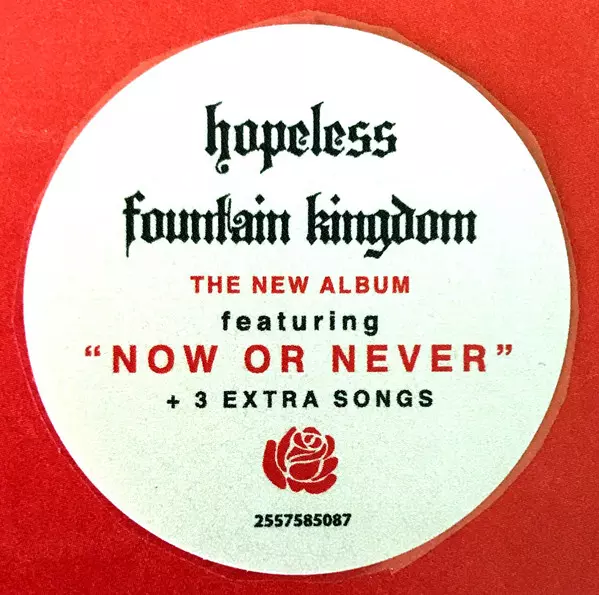 hopeless
fountain kingdom
THE NEW ALBUM
featuring
“NOW OR NEVER”
+ 3 EXTRA SONGS
2557585087